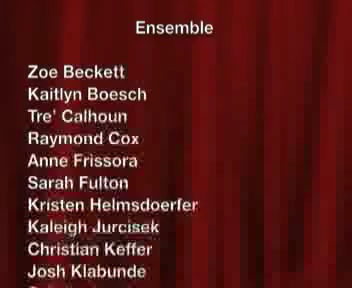 Ensemble
Zoe Beckett
Kaitlyn Boesch
Tre' Calhoun
Raymond Cox
Anne Frissora
Sarah Fulton
Kristen Helmsdoerfer
Kaleigh Jurcisek
Christian Keffer
Josh Klabunde